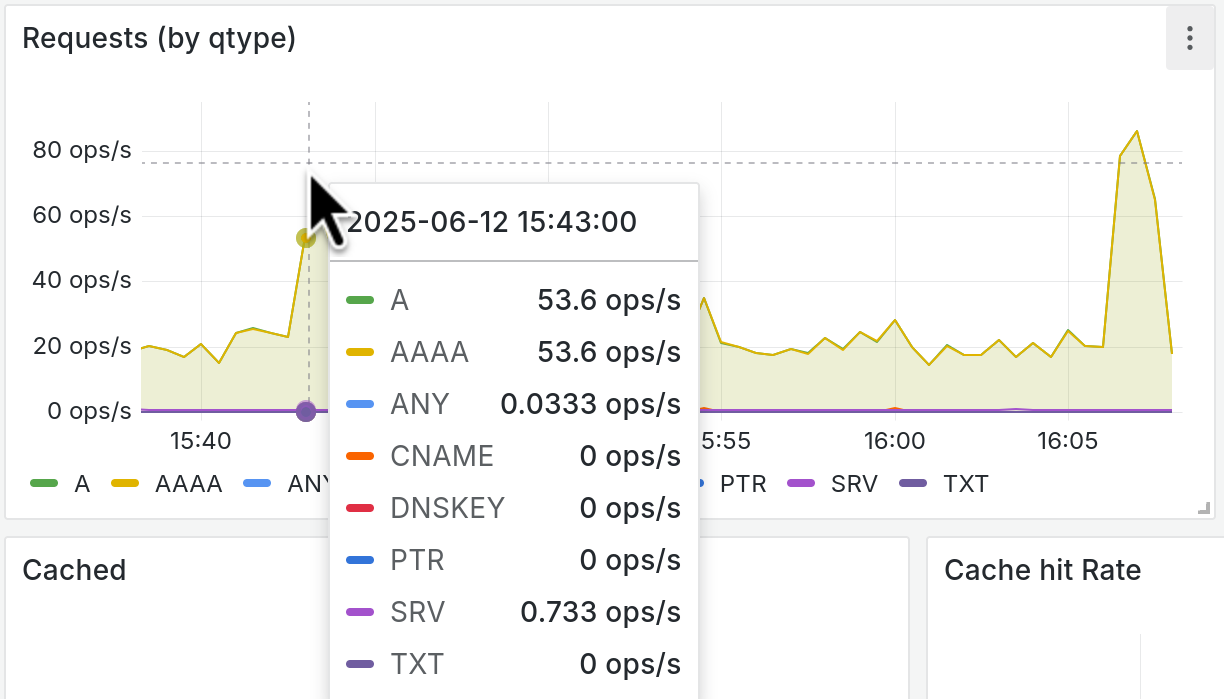 Requests (by qtype)
80 ops/s
60 ops/s
40 ops/s
20 ops/s
0 ops/s
15:40
5:55
16:00
16:05
2025-06-12 15:43:00
A 53.6 ops/s
AAAA 53.6 ops/s
ANY 0.0333 ops/s
CNAME 0 ops/s
DNSKEY 0 ops/s
PTR 0 ops/s
SRV 0.733 ops/s
TXT 0 ops/s
A AAAA ANY PTR SRV TXT
Cached
Cache hit Rate